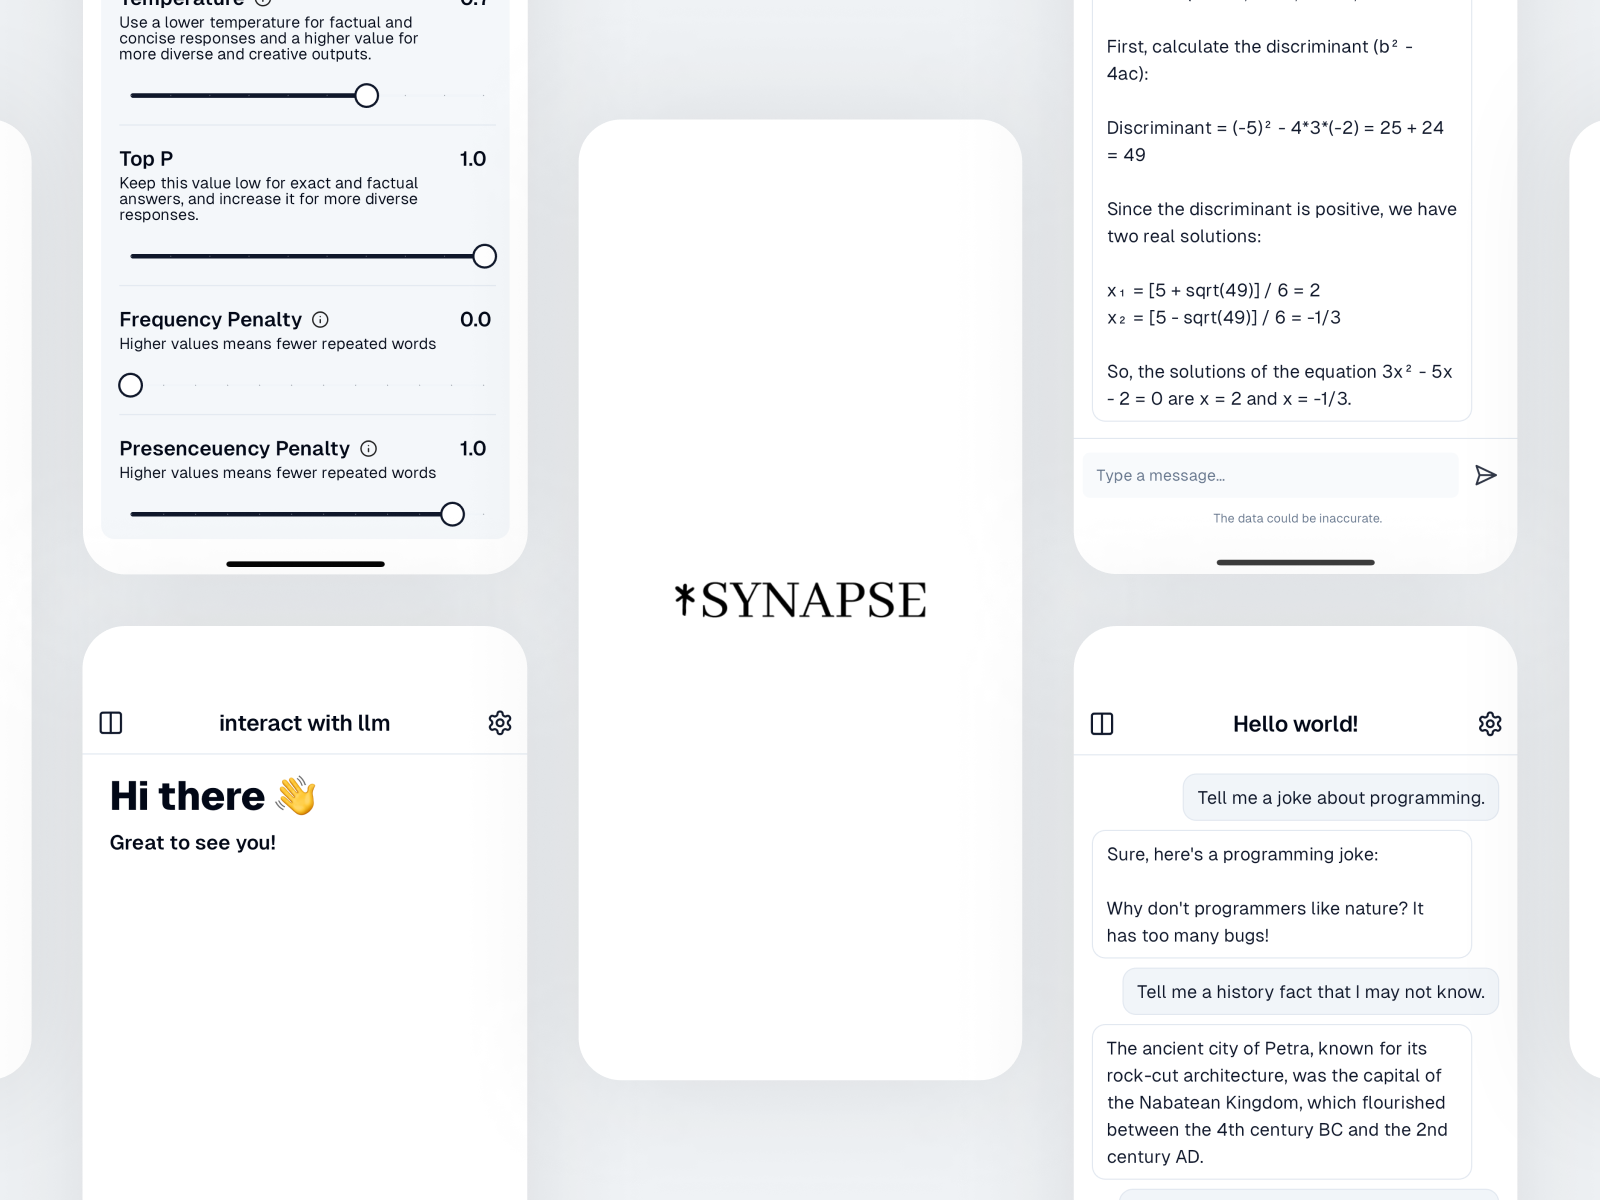 Temperature 0.7
Use a lower temperature for factual and
concise responses and a higher value for
more diverse and creative outputs.
Top P 1.0
Keep this value low for exact and factual
answers, and increase it for more diverse
responses.
Frequency Penalty 0.0
Higher values means fewer repeated words
Presenceuency Penalty 1.0
Higher values means fewer repeated words
interact with llm
Hi there 👋
Great to see you!
*SYNAPSE
First, calculate the discriminant (b² -
4ac):
Discriminant = (-5)² - 4*3*(-2) = 25 + 24
= 49
Since the discriminant is positive, we have
two real solutions:
x₁ = [5 + sqrt(49)] / 6 = 2
x₂ = [5 - sqrt(49)] / 6 = -1/3
So, the solutions of the equation 3x² - 5x
- 2 = 0 are x = 2 and x = -1/3.
Type a message...
The data could be inaccurate.
Hello world!
Tell me a joke about programming.
Sure, here's a programming joke:
Why don't programmers like nature? It
has too many bugs!
Tell me a history fact that I may not know.
The ancient city of Petra, known for its
rock-cut architecture, was the capital of
the Nabatean Kingdom, which flourished
between the 4th century BC and the 2nd
century AD.